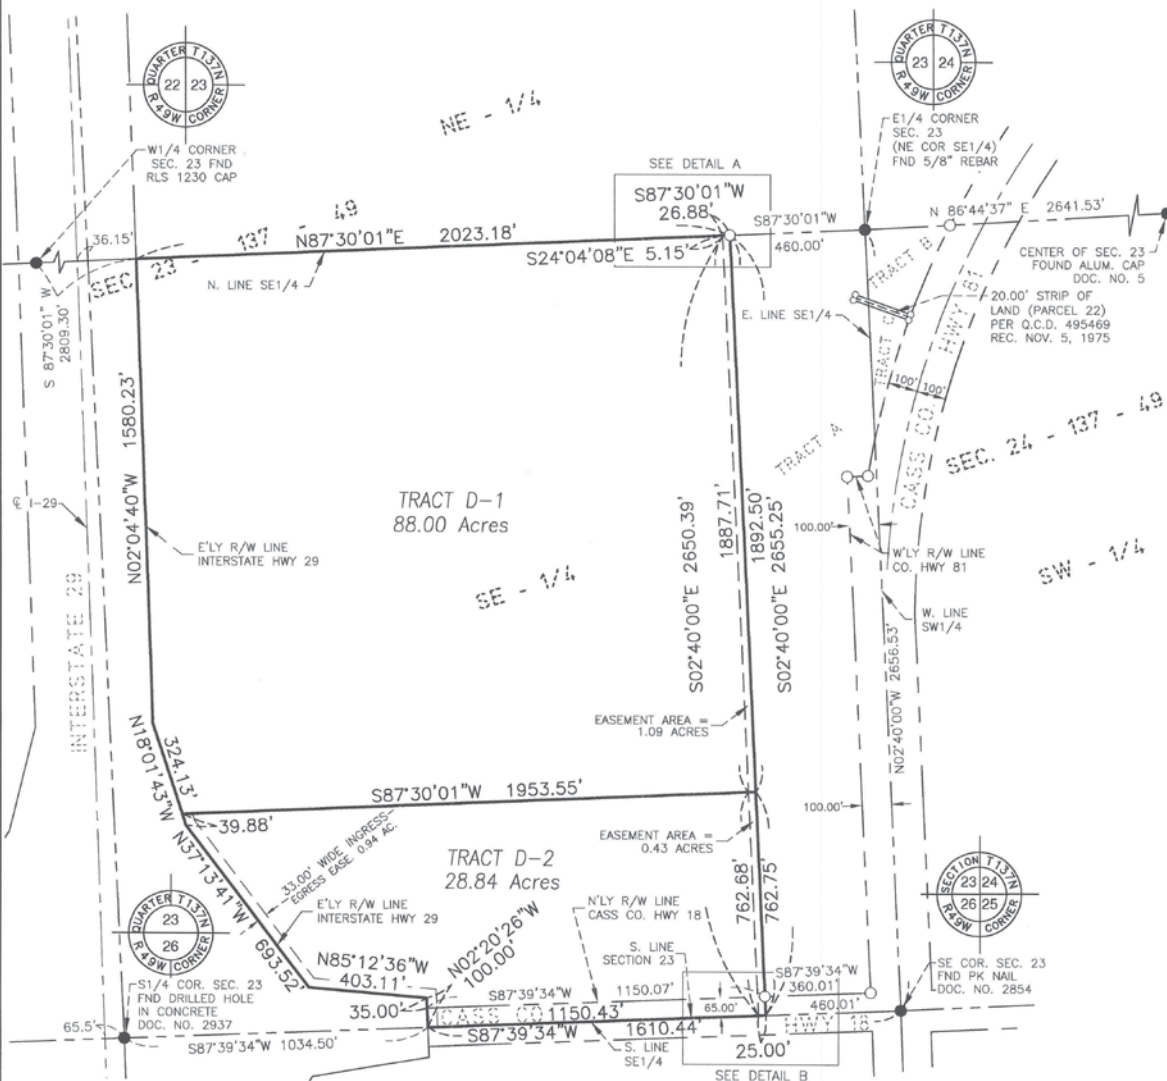 QUARTER T137N
22 23
R 49W CORNER
W1/4 CORNER
SEC. 23 FND
RLS 1230 CAP
NE - 1/4
SEE DETAIL A
S87°30'01"W
26.88'
QUARTER T137N
23 24
R 49W CORNER
E1/4 CORNER
SEC. 23
(NE COR SE1/4)
FND 5/8" REBAR
S87°30'01"W
460.00'
N 86°44'37" E 2641.53'
CENTER OF SEC. 23
FOUND ALUM. CAP
DOC. NO. 5
36.15'
SEC 23 - 137 - 49
N87°30'01"E 2023.18'
S24°04'08"E 5.15'
N. LINE SE1/4
S 87°30'01" W
2809.30'
E. LINE SE1/4
TRACT B
TRACT C
20.00' STRIP OF
LAND (PARCEL 22)
PER Q.C.D. 495469
REC. NOV. 5, 1975
100' 100'
CASS CO. HWY 81
TRACT A
SEC. 24 - 137 - 49
N02°04'40"W 1580.23'
℄ I-29
INTERSTATE 29
E'LY R/W LINE
INTERSTATE HWY 29
TRACT D-1
88.00 Acres
SE - 1/4
S02°40'00"E 2650.39'
1887.71'
1892.50'
S02°40'00"E 2655.25'
100.00'
W'LY R/W LINE
CO. HWY 81
SW - 1/4
W. LINE
SW1/4
N02°40'00"W 2656.53'
EASEMENT AREA =
1.09 ACRES
324.13'
N18°01'43"W
S87°30'01"W 1953.55'
39.88'
100.00'
33.00' WIDE INGRESS-
EGRESS EASE. 0.94 AC.
EASEMENT AREA =
0.43 ACRES
TRACT D-2
28.84 Acres
N37°13'41"W
693.52'
E'LY R/W LINE
INTERSTATE HWY 29
762.68'
762.75'
N'LY R/W LINE
CASS CO. HWY 18
QUARTER T137N
23
26
R 49W CORNER
SECTION T137N
23 24
26 25
R49W CORNER
S1/4 COR. SEC. 23
FND DRILLED HOLE
IN CONCRETE
DOC. NO. 2937
N85°12'36"W
403.11'
N02°20'26"W
100.00'
S. LINE
SECTION 23
S87°39'34"W
360.01'
SE COR. SEC. 23
FND PK NAIL
DOC. NO. 2854
35.00'
S87°39'34"W 1150.07'
CASS CO
1150.43'
65.00'
460.01'
HWY 18
65.5'
S87°39'34"W 1034.50'
S87°39'34"W 1610.44'
S. LINE
SE1/4
25.00'
SEE DETAIL B